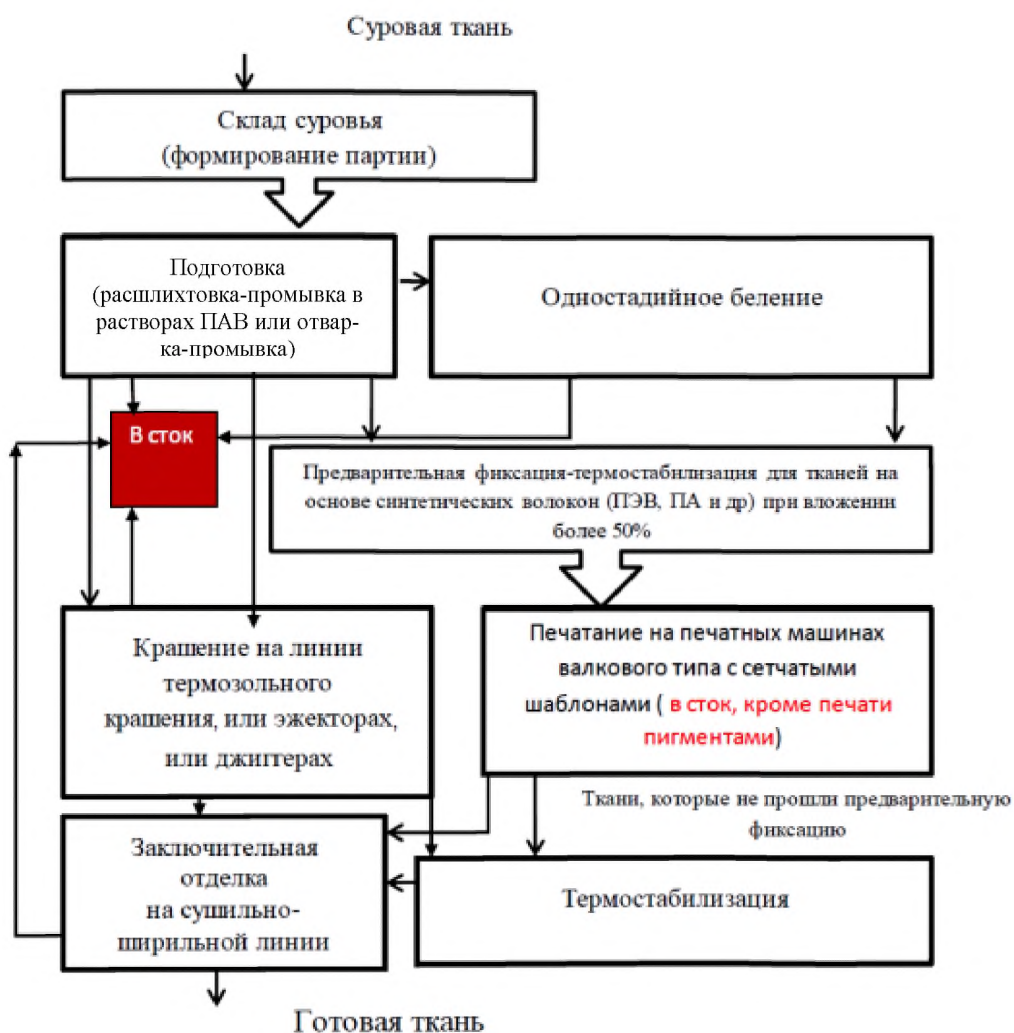 Суровая ткань
Склад суровья
(формирование партии)
Подготовка
(расшлихтовка-промывка в
растворах ПАВ или отвар-
ка-промывка)
Одностадийное беление
В сток
Предварительная фиксация-термостабилизация для тканей на
основе синтетических волокон (ПЭВ, ПА и др) при вложении
более 50%
Крашение на линии
термозольного
крашения, или эжекторах,
или джиггерах
Печатание на печатных машинах
валкового типа с сетчатыми
шаблонами ( в сток, кроме печати
пигментами)
Ткани, которые не прошли предварительную
фиксацию
Заключительная
отделка
на сушильно-
ширильной линии
Термостабилизация
Готовая ткань